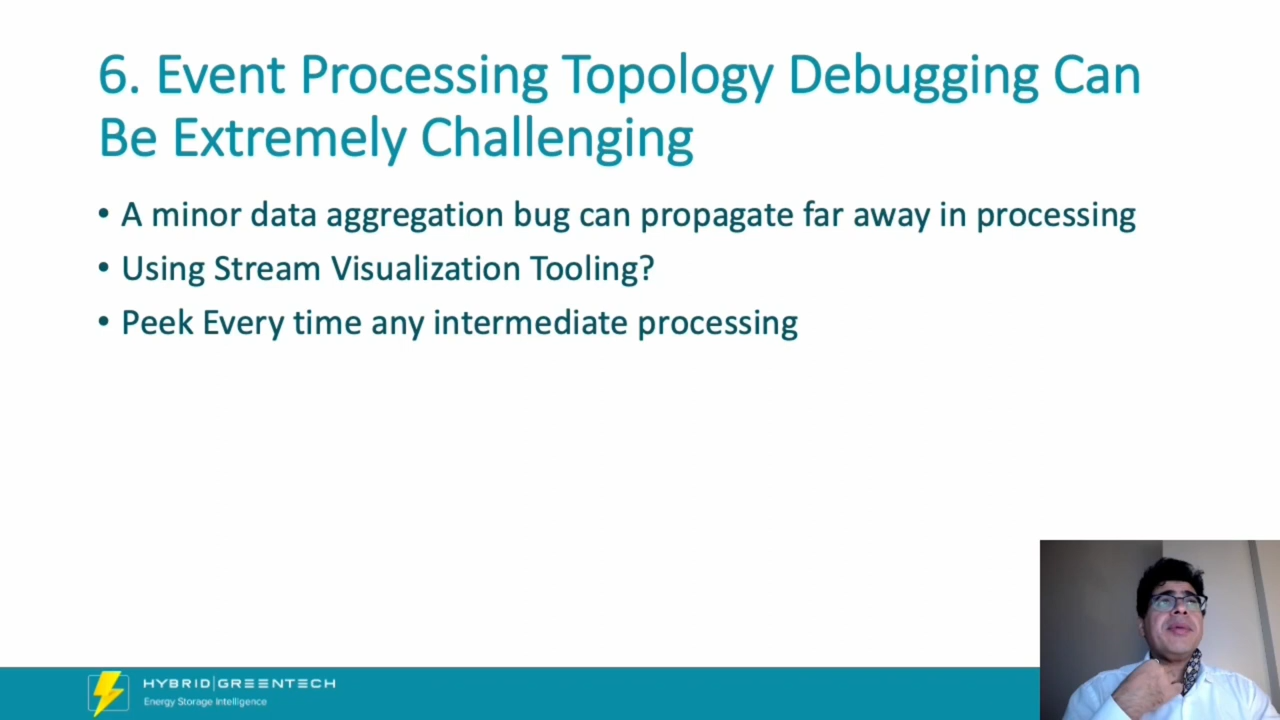 6. Event Processing Topology Debugging Can
Be Extremely Challenging
• A minor data aggregation bug can propagate far away in processing
• Using Stream Visualization Tooling?
• Peek Every time any intermediate processing
HYBRID|GREENTECH
Energy Storage Intelligence